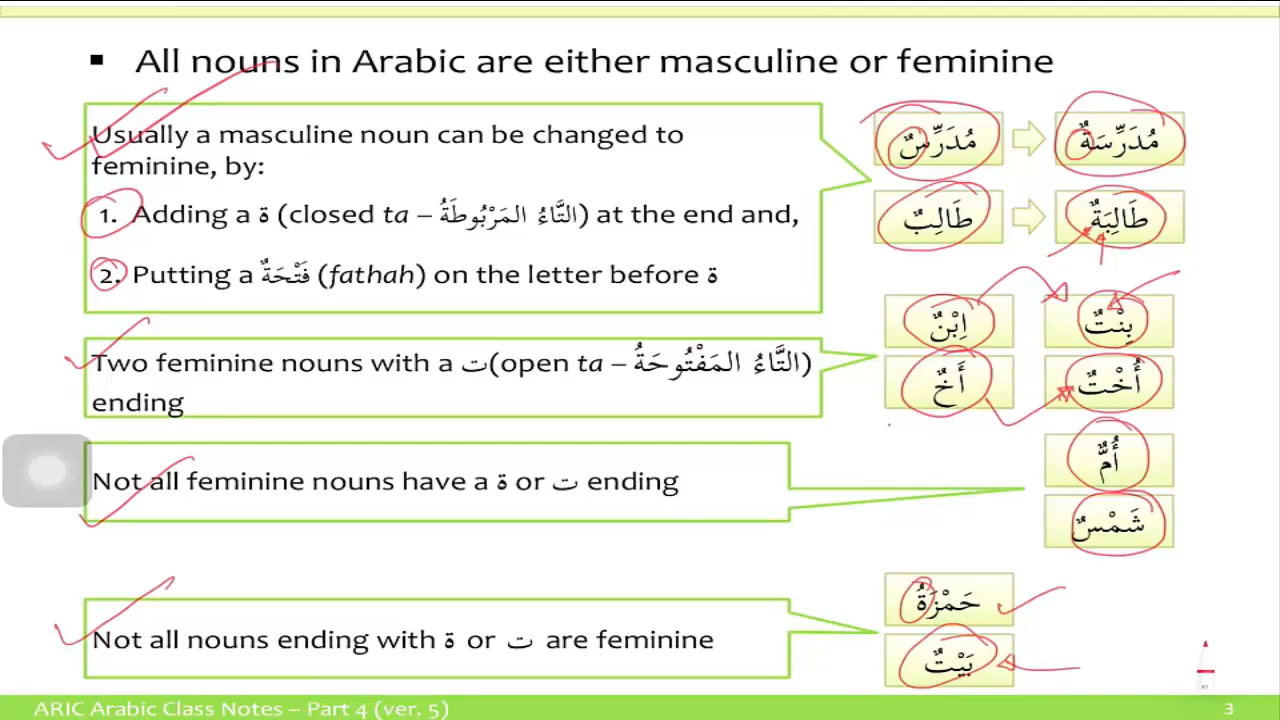 ▪ All nouns in Arabic are either masculine or feminine
Usually a masculine noun can be changed to
feminine, by:
1. Adding a ة (closed ta – التَّاءُ المَرْبُوطَةُ) at the end and,
2. Putting a فَتْحَةٌ (fathah) on the letter before ة
مُدَرِّسٌ
مُدَرِّسَةٌ
طَالِبٌ
طَالِبَةٌ
Two feminine nouns with a ت (open ta – التَّاءُ المَفْتُوحَةُ)
ending
اِبْنٌ
بِنْتٌ
أَخٌ
أُخْتٌ
Not all feminine nouns have a ة or ت ending
أُمٌّ
شَمْسٌ
Not all nouns ending with ة or ت are feminine
حَمْزَةُ
بَيْتٌ
ARIC Arabic Class Notes – Part 4 (ver. 5)
3